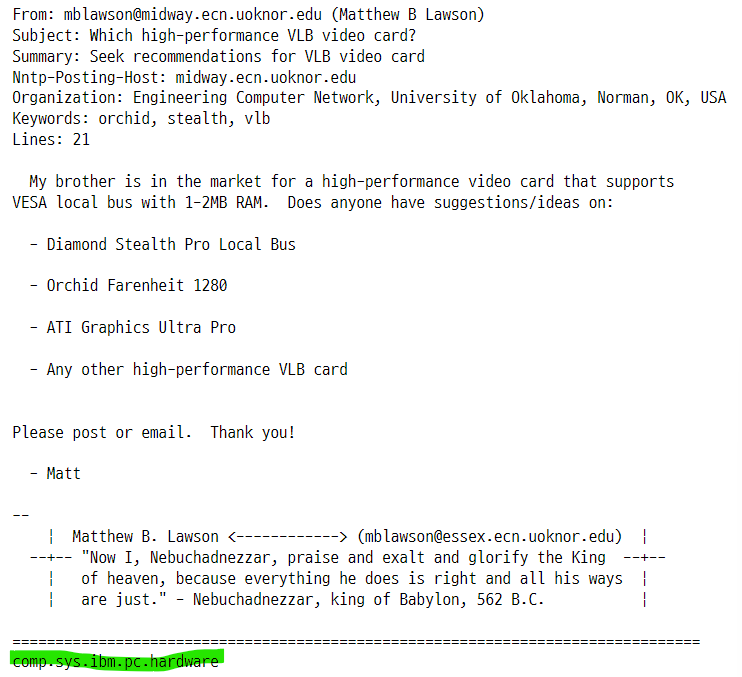 From: mblawson@midway.ecn.uoknor.edu (Matthew B Lawson)
Subject: Which high-performance VLB video card?
Summary: Seek recommendations for VLB video card
Nntp-Posting-Host: midway.ecn.uoknor.edu
Organization: Engineering Computer Network, University of Oklahoma, Norman, OK, USA
Keywords: orchid, stealth, vlb
Lines: 21
My brother is in the market for a high-performance video card that supports
VESA local bus with 1-2MB RAM.  Does anyone have suggestions/ideas on:
- Diamond Stealth Pro Local Bus
- Orchid Farenheit 1280
- ATI Graphics Ultra Pro
- Any other high-performance VLB card
Please post or email.  Thank you!
- Matt
--
|  Matthew B. Lawson <------------> (mblawson@essex.ecn.uoknor.edu)  |
--+-- "Now I, Nebuchadnezzar, praise and exalt and glorify the King  --+--
|   of heaven, because everything he does is right and all his ways  |
|   are just." - Nebuchadnezzar, king of Babylon, 562 B.C.           |
================================================================================
comp.sys.ibm.pc.hardware